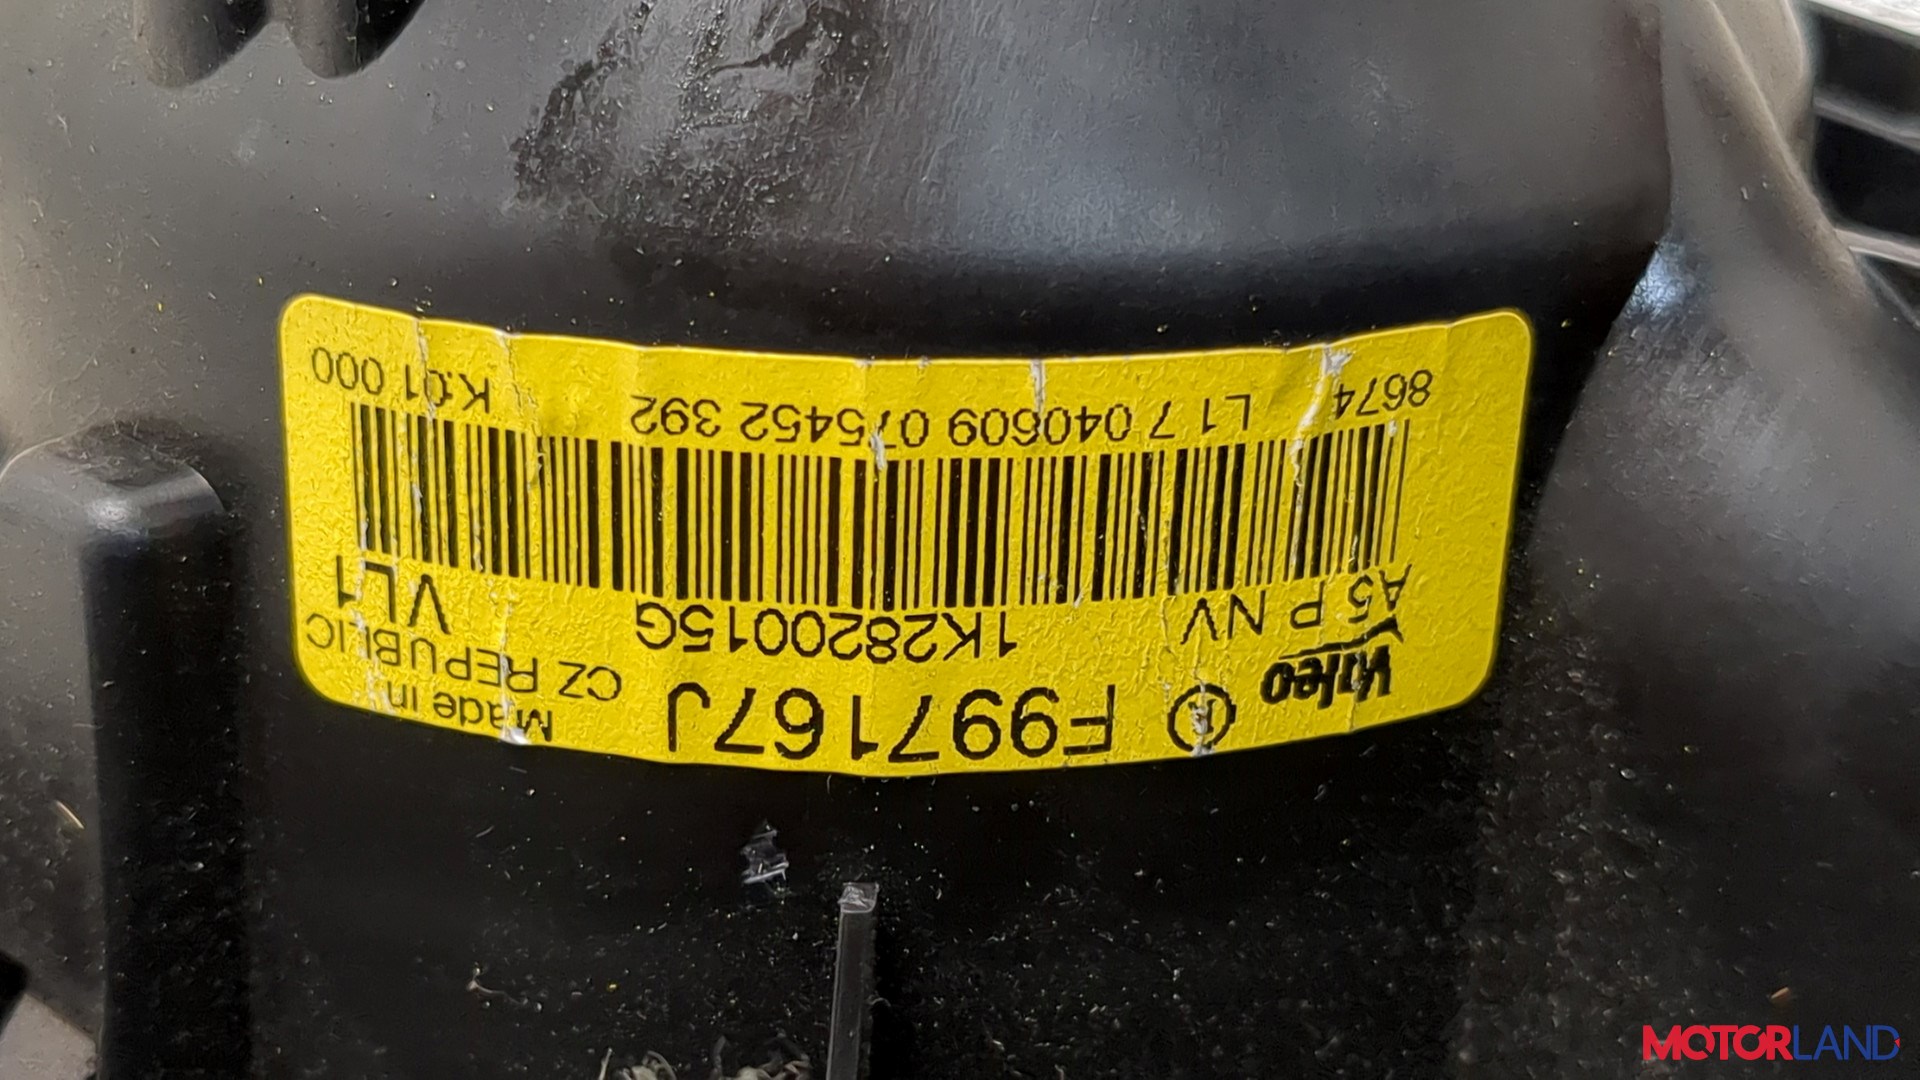 Valeo K F997167J Made in
CZ REPUBLIC
A5 P NV 1K2820015G VL1
8674 L1 7 040609 075452 392 K.01 000
MOTORLAND